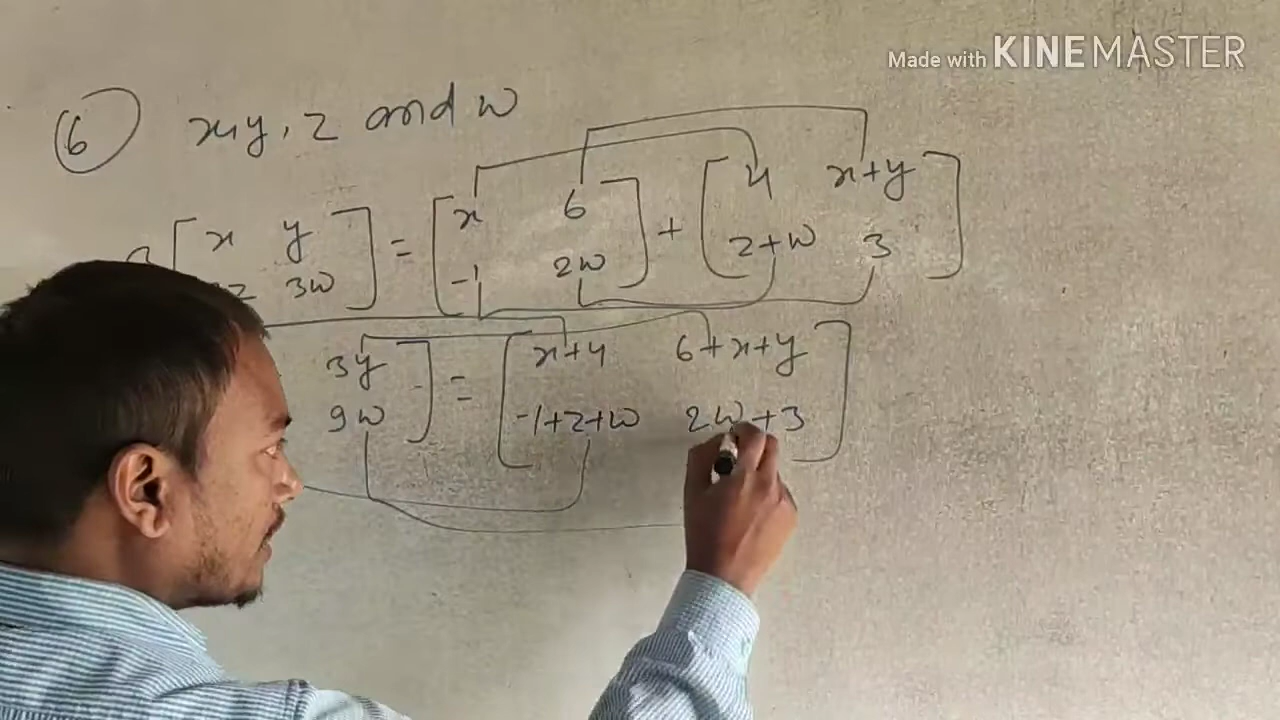 Made with KINEMASTER
6 x, y, z and w
[x y] = [x 6] + [4 x+y]
z 3w -1 2w z+w 3
3y = [x+4 6+x+y]
9w -1+z+w 2w+3